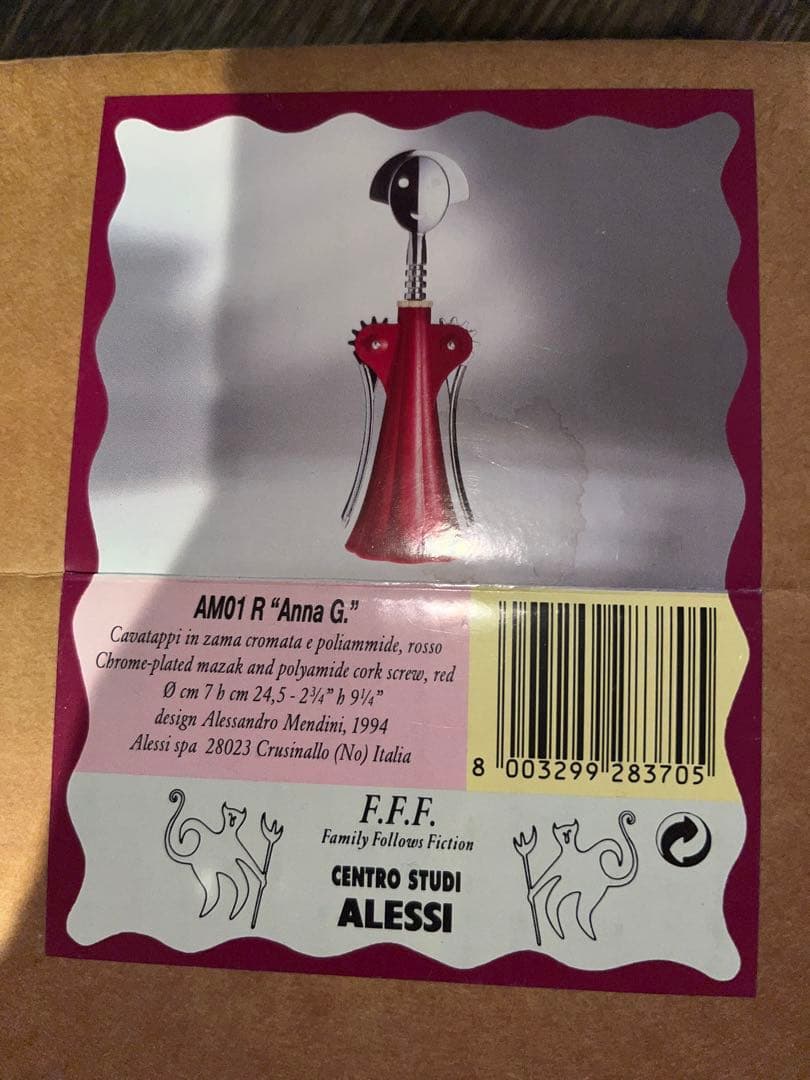 AM01 R “Anna G.”
Cavatappi in zama cromata e poliammide, rosso
Chrome-plated mazak and polyamide cork screw, red
Ø cm 7 h cm 24,5 - 2¾” h 9¼”
design Alessandro Mendini, 1994
Alessi spa 28023 Crusinallo (No) Italia
8 003299 283705
F.F.F.
Family Follows Fiction
CENTRO STUDI
ALESSI